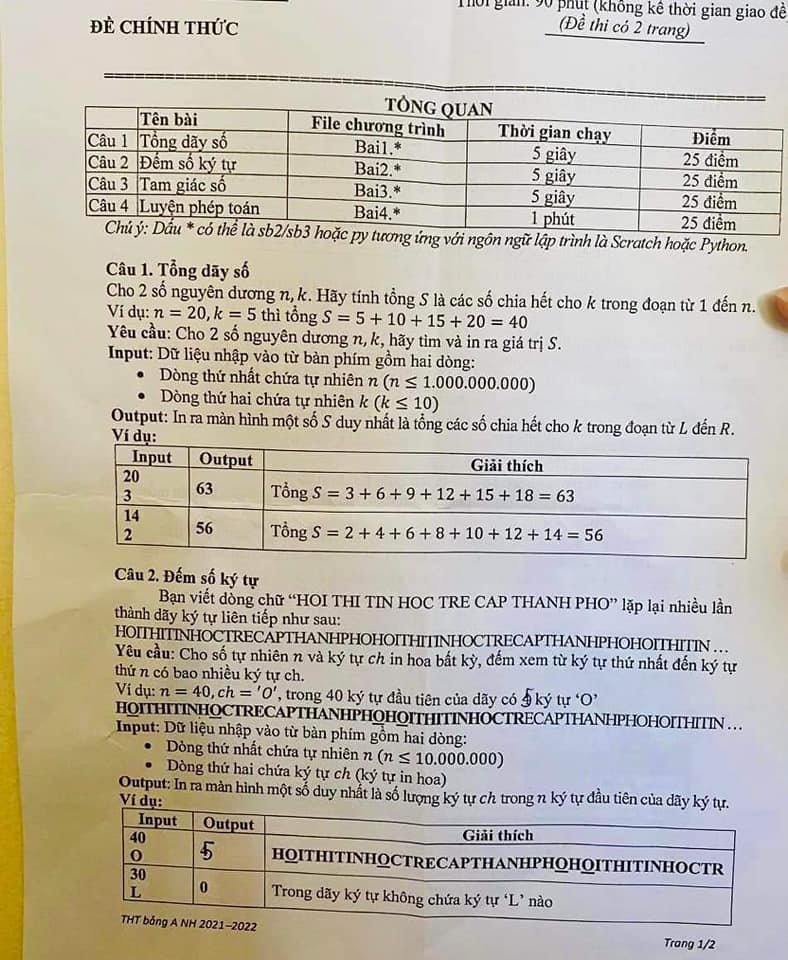 Thời gian: 90 phút (không kể thời gian giao đề
ĐỀ CHÍNH THỨC
(Đề thi có 2 trang)
TỔNG QUAN
Tên bài File chương trình Thời gian chạy Điểm
Câu 1 Tổng dãy số Bai1.* 5 giây 25 điểm
Câu 2 Đếm số ký tự Bai2.* 5 giây 25 điểm
Câu 3 Tam giác số Bai3.* 5 giây 25 điểm
Câu 4 Luyện phép toán Bai4.* 1 phút 25 điểm
Chú ý: Dấu * có thể là sb2/sb3 hoặc py tương ứng với ngôn ngữ lập trình là Scratch hoặc Python.
Câu 1. Tổng dãy số
Cho 2 số nguyên dương n, k. Hãy tính tổng S là các số chia hết cho k trong đoạn từ 1 đến n.
Ví dụ: n = 20, k = 5 thì tổng S = 5 + 10 + 15 + 20 = 40
Yêu cầu: Cho 2 số nguyên dương n, k, hãy tìm và in ra giá trị S.
Input: Dữ liệu nhập vào từ bàn phím gồm hai dòng:
• Dòng thứ nhất chứa tự nhiên n (n ≤ 1.000.000.000)
• Dòng thứ hai chứa tự nhiên k (k ≤ 10)
Output: In ra màn hình một số S duy nhất là tổng các số chia hết cho k trong đoạn từ L đến R.
Ví dụ:
Input Output Giải thích
20
3 63 Tổng S = 3 + 6 + 9 + 12 + 15 + 18 = 63
14
2 56 Tổng S = 2 + 4 + 6 + 8 + 10 + 12 + 14 = 56
Câu 2. Đếm số ký tự
Bạn viết dòng chữ “HOI THI TIN HOC TRE CAP THANH PHO” lặp lại nhiều lần
thành dãy ký tự liên tiếp như sau:
HOITHITINHOCTRECAPTHANHPHOHOITHITINHOCTRECAPTHANHPHOHOITHITIN …
Yêu cầu: Cho số tự nhiên n và ký tự ch in hoa bất kỳ, đếm xem từ ký tự thứ nhất đến ký tự
thứ n có bao nhiêu ký tự ch.
Ví dụ: n = 40, ch = 'O', trong 40 ký tự đầu tiên của dãy có 5 ký tự ‘O’
HOITHITINHOCTRECAPTHANHPHOHOITHITINHOCTRECAPTHANHPHOHOITHITIN …
Input: Dữ liệu nhập vào từ bàn phím gồm hai dòng:
• Dòng thứ nhất chứa tự nhiên n (n ≤ 10.000.000)
• Dòng thứ hai chứa ký tự ch (ký tự in hoa)
Output: In ra màn hình một số duy nhất là số lượng ký tự ch trong n ký tự đầu tiên của dãy ký tự.
Ví dụ:
Input Output Giải thích
40
O 5 HOITHITINHOCTRECAPTHANHPHOHOITHITINHOCTR
30
L 0 Trong dãy ký tự không chứa ký tự ‘L’ nào
THT bảng A NH 2021–2022
Trang 1/2